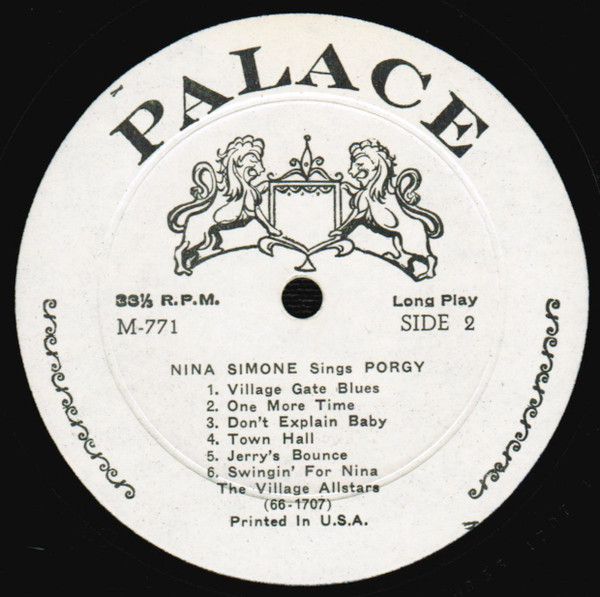 PALACE
33⅓ R.P.M.
Long Play
M-771
SIDE 2
NINA SIMONE Sings PORGY
1. Village Gate Blues
2. One More Time
3. Don't Explain Baby
4. Town Hall
5. Jerry's Bounce
6. Swingin' For Nina
The Village Allstars
(66-1707)
Printed In U.S.A.